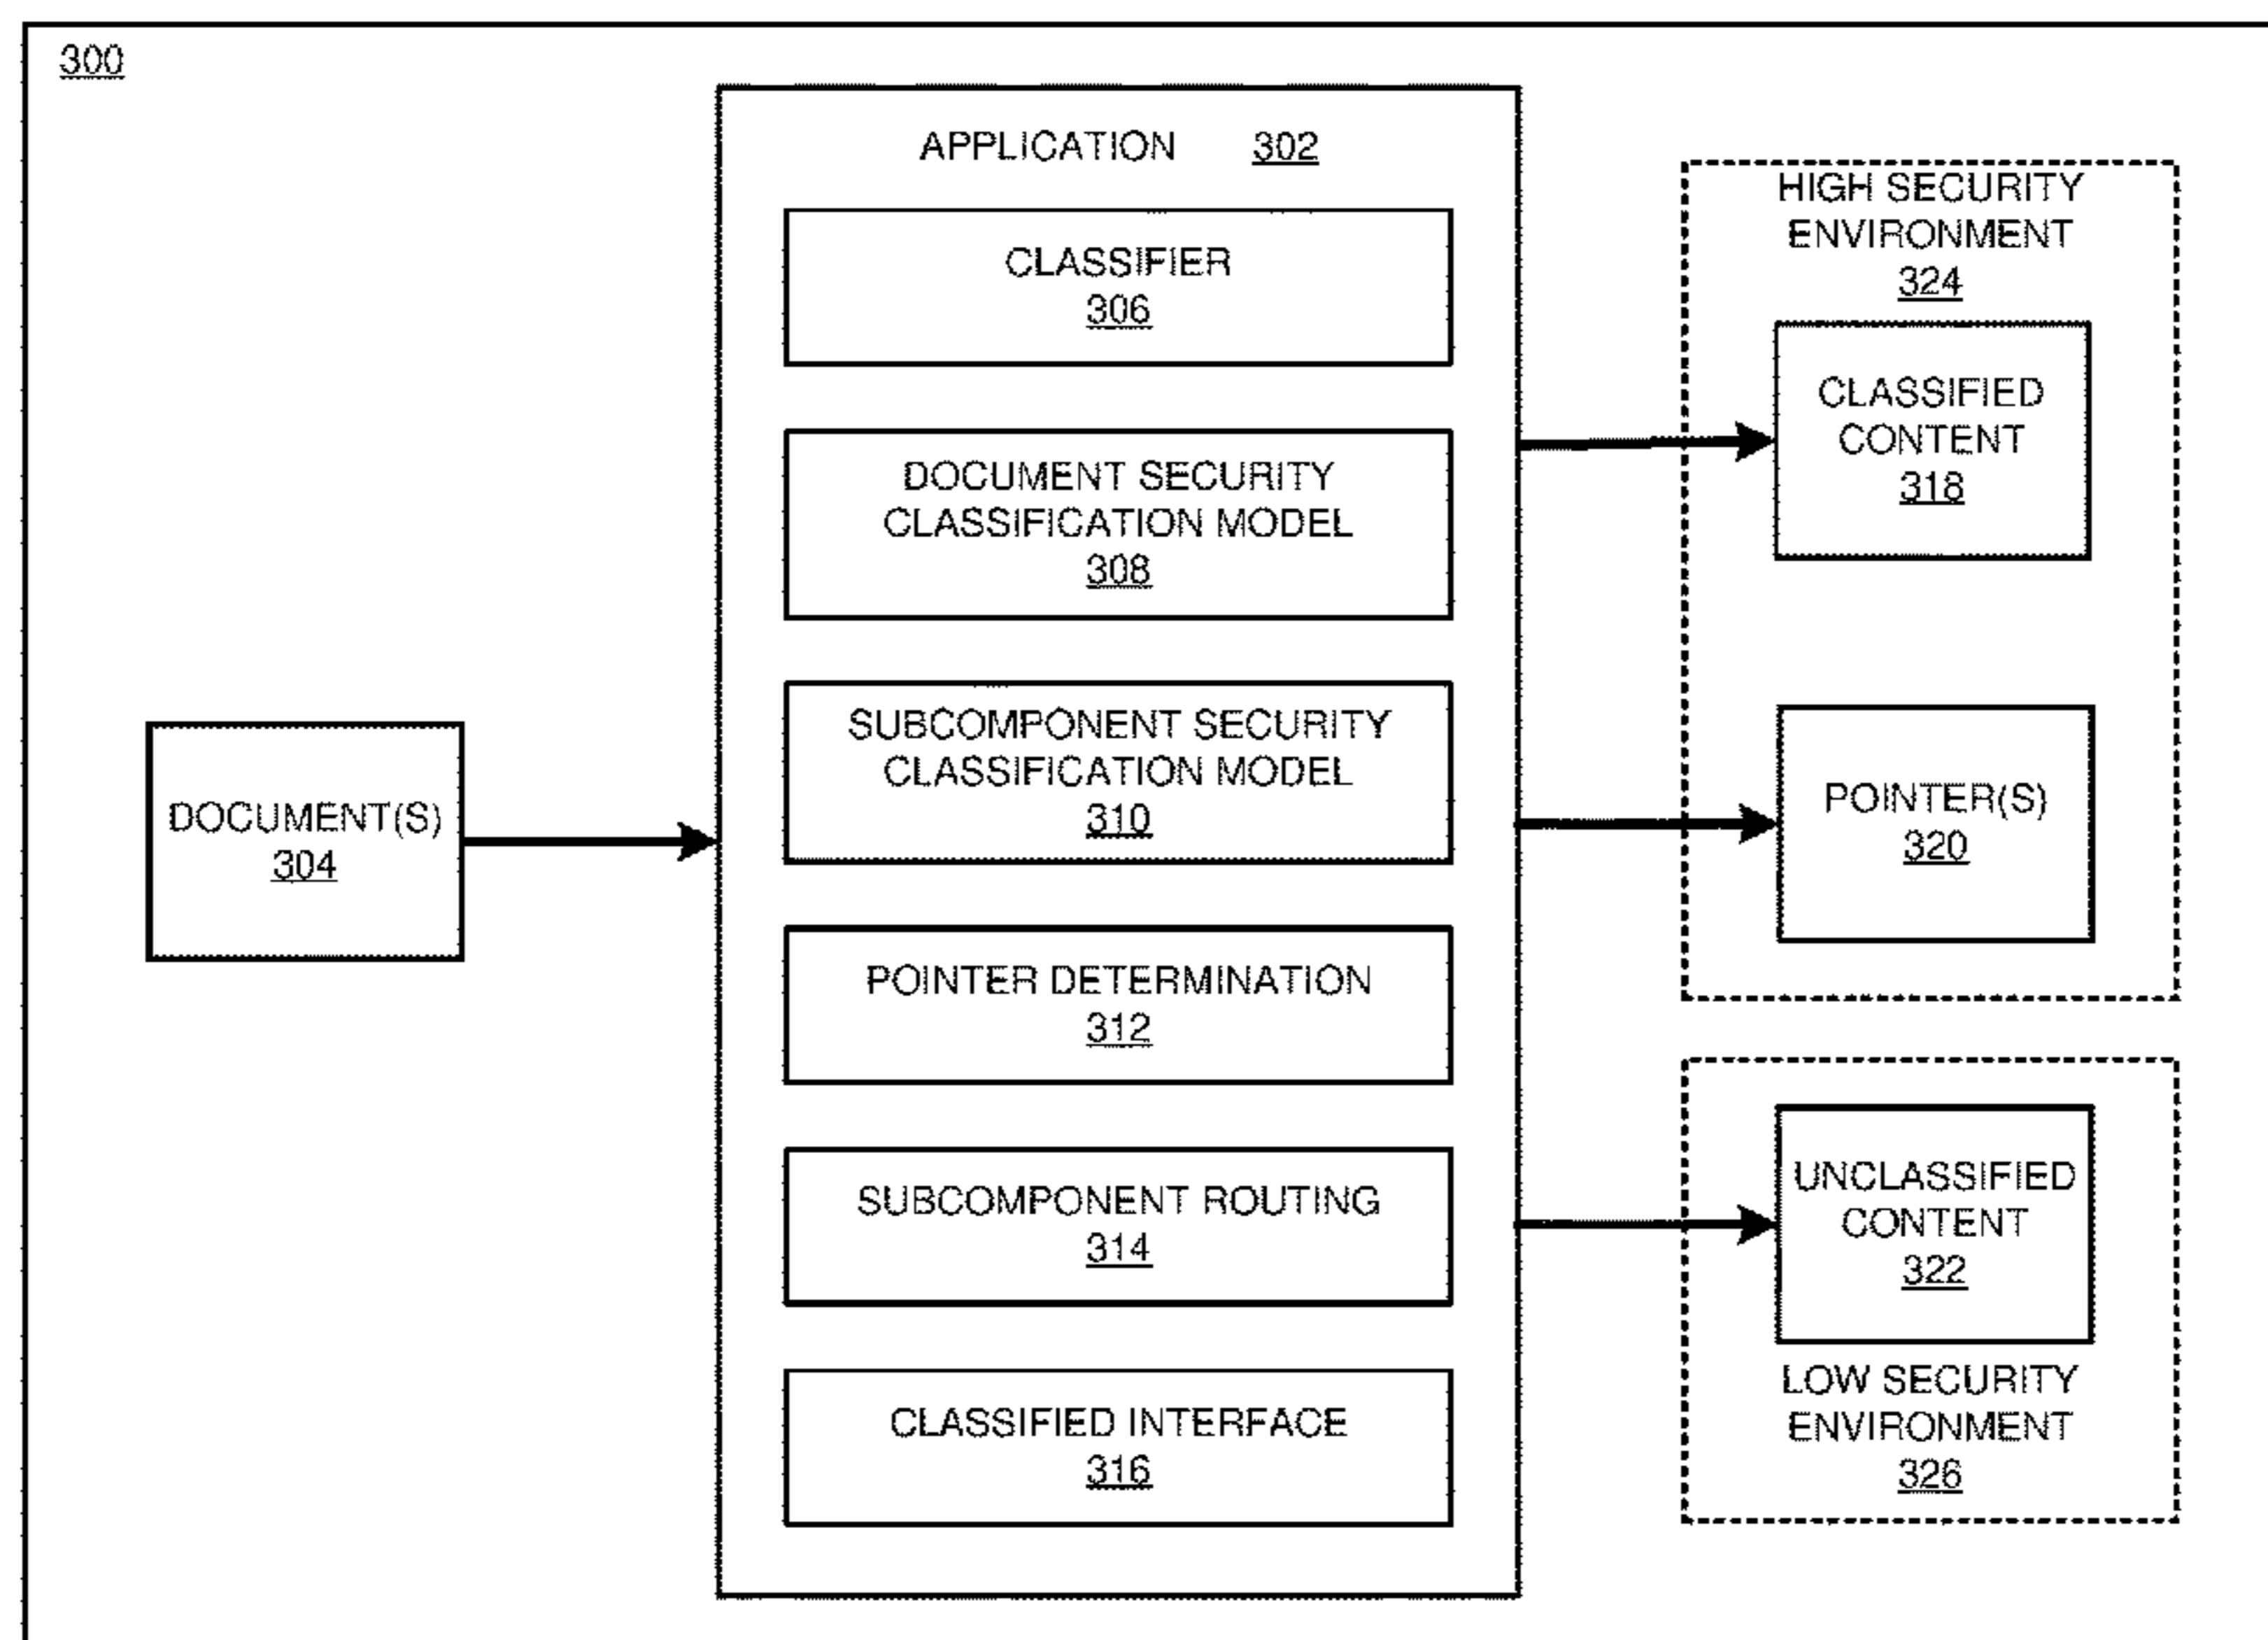 300
APPLICATION 302
CLASSIFIER
306
DOCUMENT SECURITY
CLASSIFICATION MODEL
308
SUBCOMPONENT SECURITY
CLASSIFICATION MODEL
310
POINTER DETERMINATION
312
SUBCOMPONENT ROUTING
314
CLASSIFIED INTERFACE
316
DOCUMENT(S)
304
HIGH SECURITY
ENVIRONMENT
324
CLASSIFIED
CONTENT
318
POINTER(S)
320
UNCLASSIFIED
CONTENT
322
LOW SECURITY
ENVIRONMENT
326